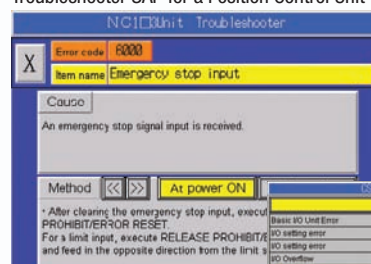 Troubleshooter SAP for a Position Control Unit
NC1□3Unit Troubleshooter
X
Error code 6000
Item name Emergency stop input
Cause
An emergency stop signal input is received.
Method << >> At power ON
• After clearing the emergency stop input, execut
PROHIBIT/ERROR RESET.
For a limit input, execute RELEASE PROHIBIT/E
and feed in the opposite direction from the limit s
Basic I/O Unit Error
I/O setting error
I/O setting error
I/O Overflow